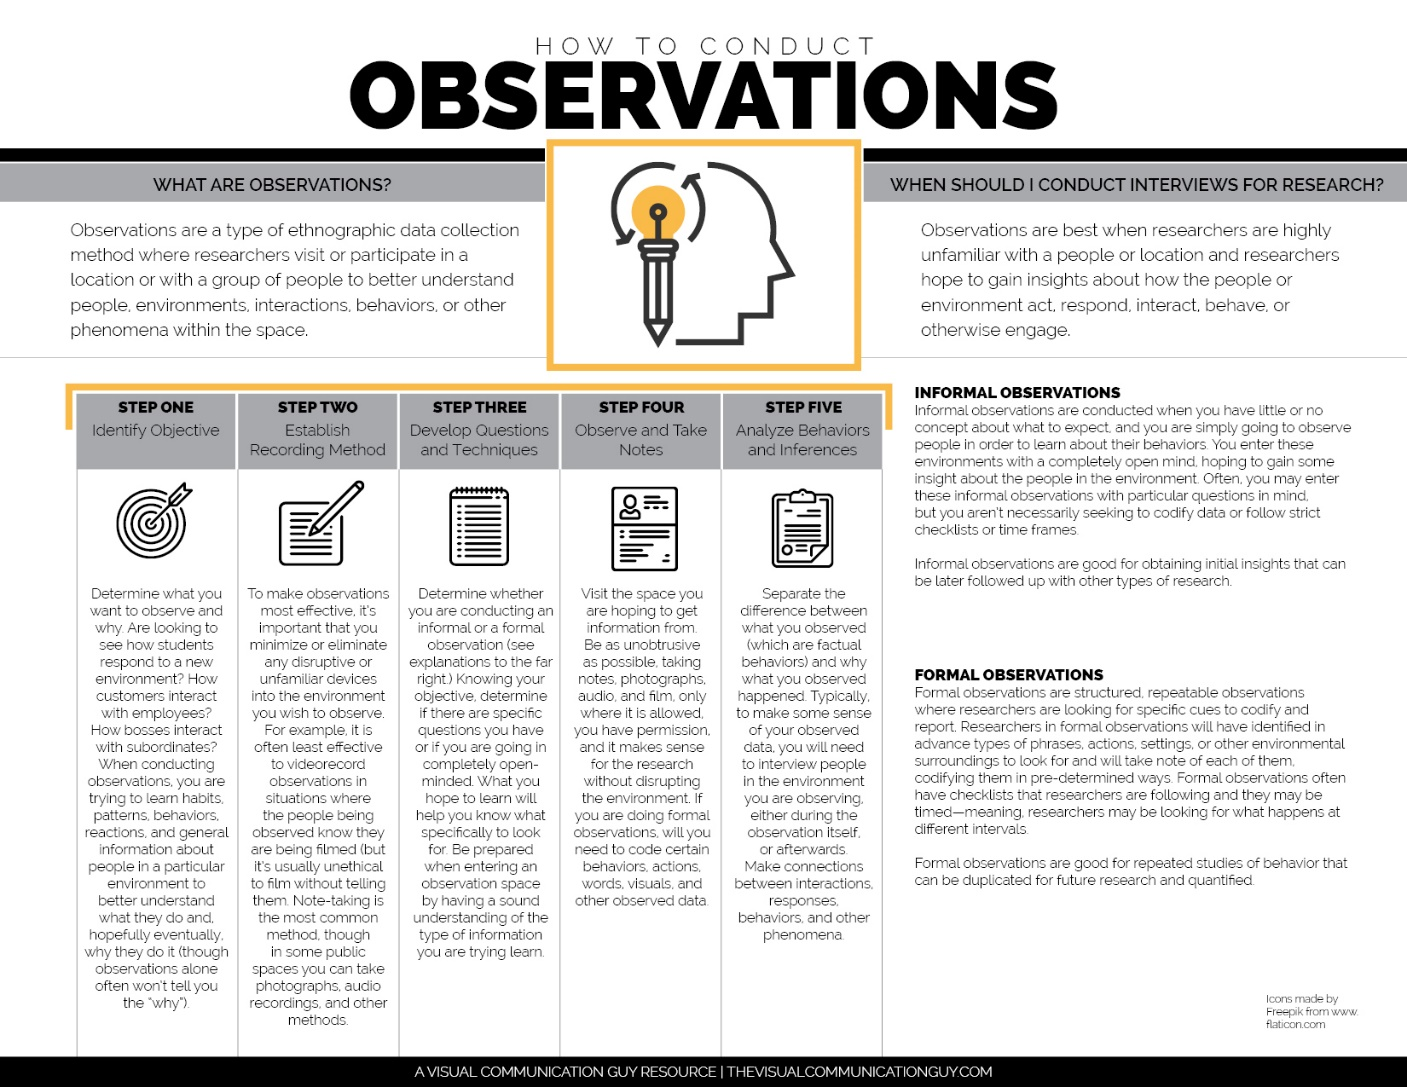 HOW TO CONDUCT
OBSERVATIONS
WHAT ARE OBSERVATIONS?
Observations are a type of ethnographic data collection
method where researchers visit or participate in a
location or with a group of people to better understand
people, environments, interactions, behaviors, or other
phenomena within the space.
WHEN SHOULD I CONDUCT INTERVIEWS FOR RESEARCH?
Observations are best when researchers are highly
unfamiliar with a people or location and researchers
hope to gain insights about how the people or
environment act, respond, interact, behave, or
otherwise engage.
STEP ONE
Identify Objective
Determine what you
want to observe and
why. Are looking to
see how students
respond to a new
environment? How
customers interact
with employees?
How bosses interact
with subordinates?
When conducting
observations, you are
trying to learn habits,
patterns, behaviors,
reactions, and general
information about
people in a particular
environment to
better understand
what they do and,
hopefully eventually,
why they do it (though
observations alone
often won't tell you
the “why”).
STEP TWO
Establish
Recording Method
To make observations
most effective, it's
important that you
minimize or eliminate
any disruptive or
unfamiliar devices
into the environment
you wish to observe.
For example, it is
often least effective
to videorecord
observations in
situations where
the people being
observed know they
are being filmed (but
it's usually unethical
to film without telling
them. Note-taking is
the most common
method, though
in some public
spaces you can take
photographs, audio
recordings, and other
methods.
STEP THREE
Develop Questions
and Techniques
Determine whether
you are conducting an
informal or a formal
observation (see
explanations to the far
right.) Knowing your
objective, determine
if there are specific
questions you have
or if you are going in
completely open-
minded. What you
hope to learn will
help you know what
specifically to look
for. Be prepared
when entering an
observation space
by having a sound
understanding of the
type of information
you are trying learn.
STEP FOUR
Observe and Take
Notes
Visit the space you
are hoping to get
information from.
Be as unobtrusive
as possible, taking
notes, photographs,
audio, and film, only
where it is allowed,
you have permission,
and it makes sense
for the research
without disrupting
the environment. If
you are doing formal
observations, will you
need to code certain
behaviors, actions,
words, visuals, and
other observed data.
STEP FIVE
Analyze Behaviors
and Inferences
Separate the
difference between
what you observed
(which are factual
behaviors) and why
what you observed
happened. Typically,
to make some sense
of your observed
data, you will need
to interview people
in the environment
you are observing,
either during the
observation itself,
or afterwards.
Make connections
between interactions,
responses,
behaviors, and other
phenomena.
INFORMAL OBSERVATIONS
Informal observations are conducted when you have little or no
concept about what to expect, and you are simply going to observe
people in order to learn about their behaviors. You enter these
environments with a completely open mind, hoping to gain some
insight about the people in the environment. Often, you may enter
these informal observations with particular questions in mind,
but you aren't necessarily seeking to codify data or follow strict
checklists or time frames.
Informal observations are good for obtaining initial insights that can
be later followed up with other types of research.
FORMAL OBSERVATIONS
Formal observations are structured, repeatable observations
where researchers are looking for specific cues to codify and
report. Researchers in formal observations will have identified in
advance types of phrases, actions, settings, or other environmental
surroundings to look for and will take note of each of them,
codifying them in pre-determined ways. Formal observations often
have checklists that researchers are following and they may be
timed—meaning, researchers may be looking for what happens at
different intervals.
Formal observations are good for repeated studies of behavior that
can be duplicated for future research and quantified.
Icons made by
Freepik from www.
flaticon.com
A VISUAL COMMUNICATION GUY RESOURCE | THEVISUALCOMMUNICATIONGUY.COM